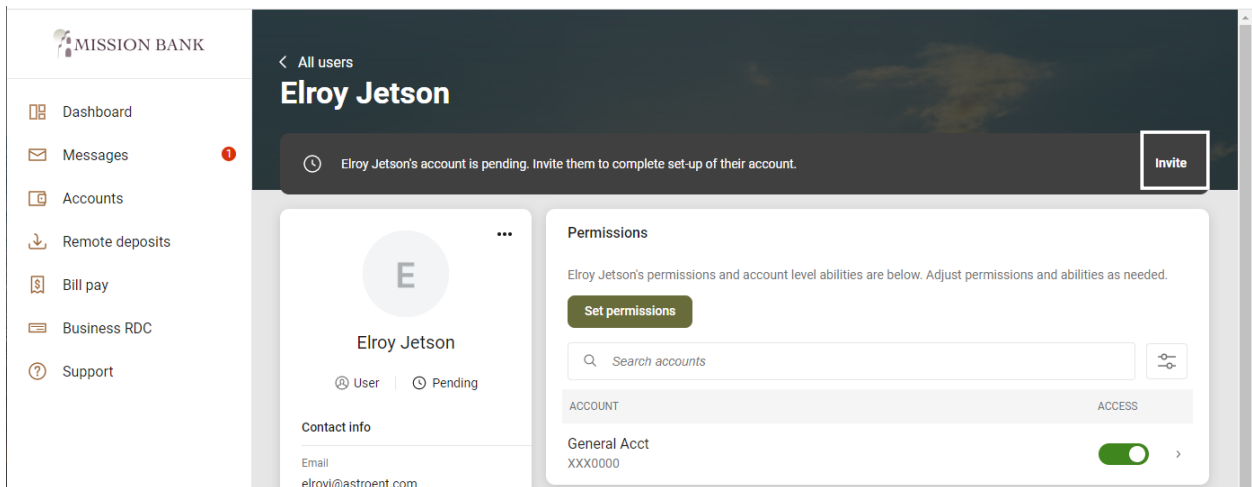 MISSION BANK
Dashboard
Messages
1
Accounts
Remote deposits
Bill pay
Business RDC
Support
All users
Elroy Jetson
Elroy Jetson's account is pending. Invite them to complete set-up of their account.
Invite
E
Elroy Jetson
User
Pending
Contact info
Email
elroyj@astroent.com
Permissions
Elroy Jetson's permissions and account level abilities are below. Adjust permissions and abilities as needed.
Set permissions
Search accounts
ACCOUNT
ACCESS
General Acct
XXX0000